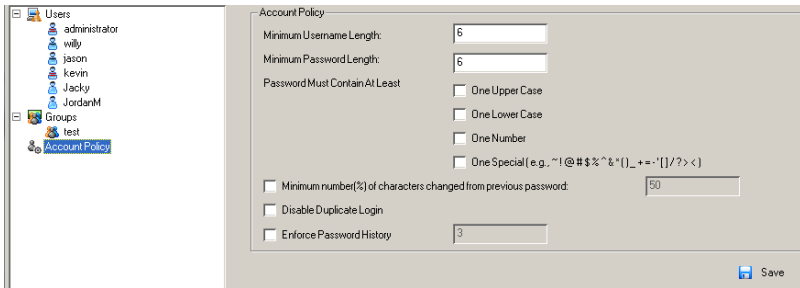 Users
administrator
willy
jason
kevin
Jacky
JordanM
Groups
test
Account Policy
Account Policy
Minimum Username Length: 6
Minimum Password Length: 6
Password Must Contain At Least
One Upper Case
One Lower Case
One Number
One Special( e.g., ~!@#$%^&*()_+=-'[]/?><)
Minimum number(%) of characters changed from previous password: 50
Disable Duplicate Login
Enforce Password History 3
Save